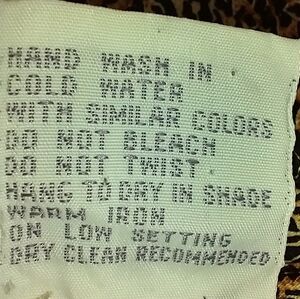 HAND WASH IN
COLD WATER
WITH SIMILAR COLORS
DO NOT BLEACH
DO NOT TWIST
HANG TO DRY IN SHADE
WARM IRON
ON LOW SETTING
DRY CLEAN RECOMMENDED